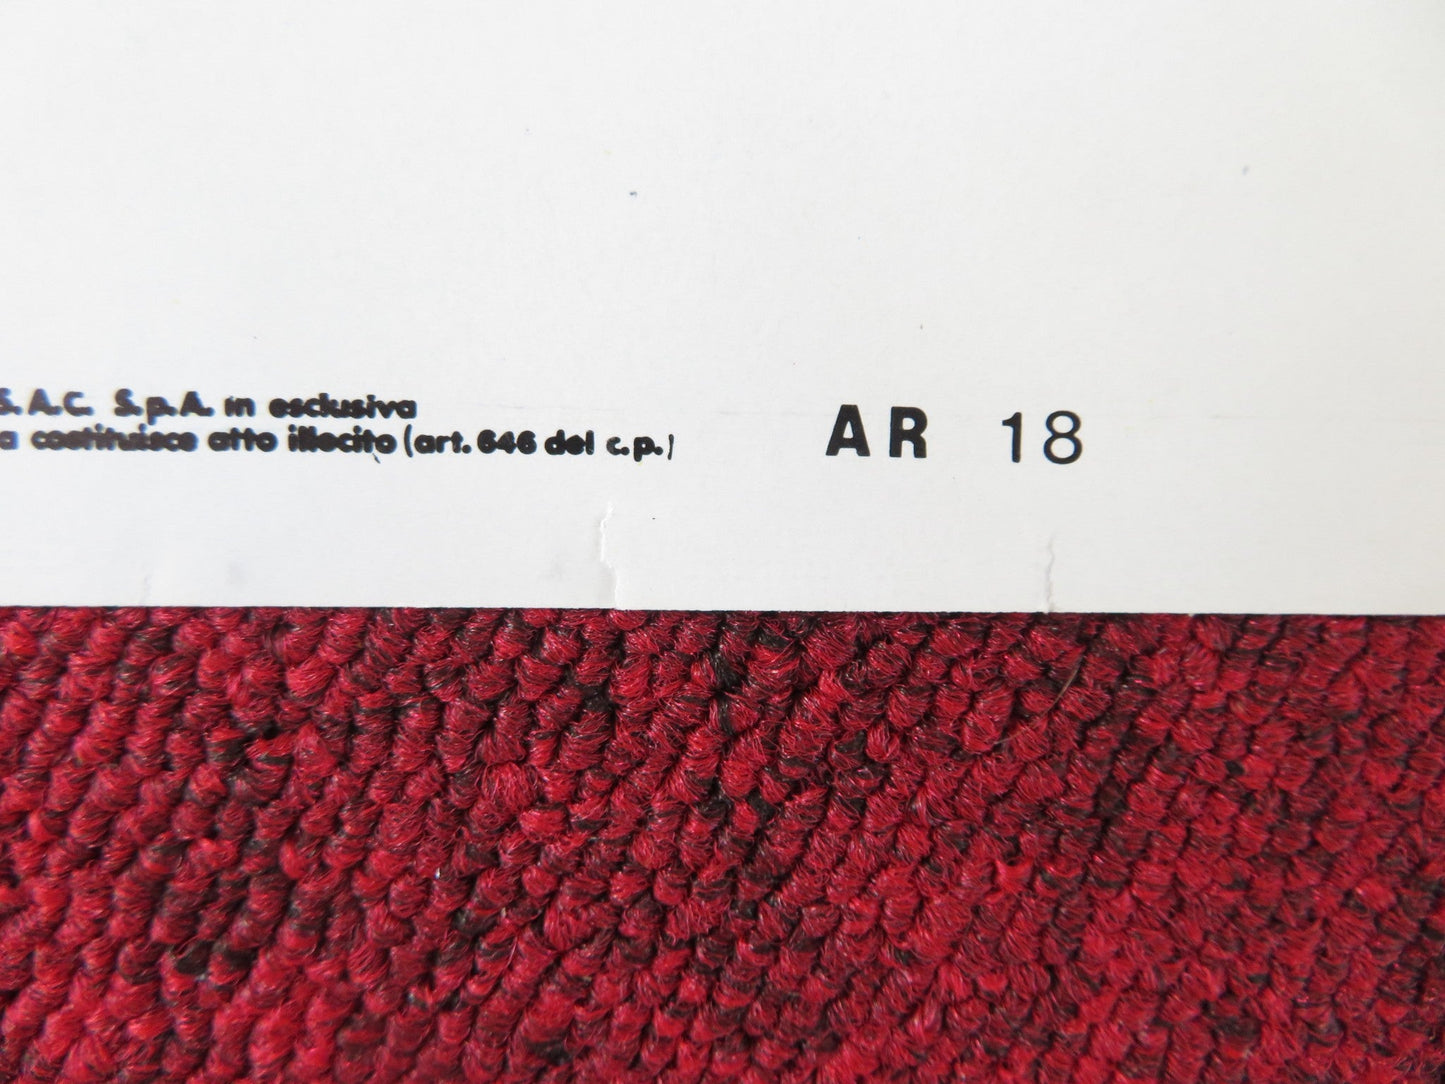 S.A.C. S.p.A. in esclusiva
a costituisce atto illecito (art. 646 del c.p.)
AR 18